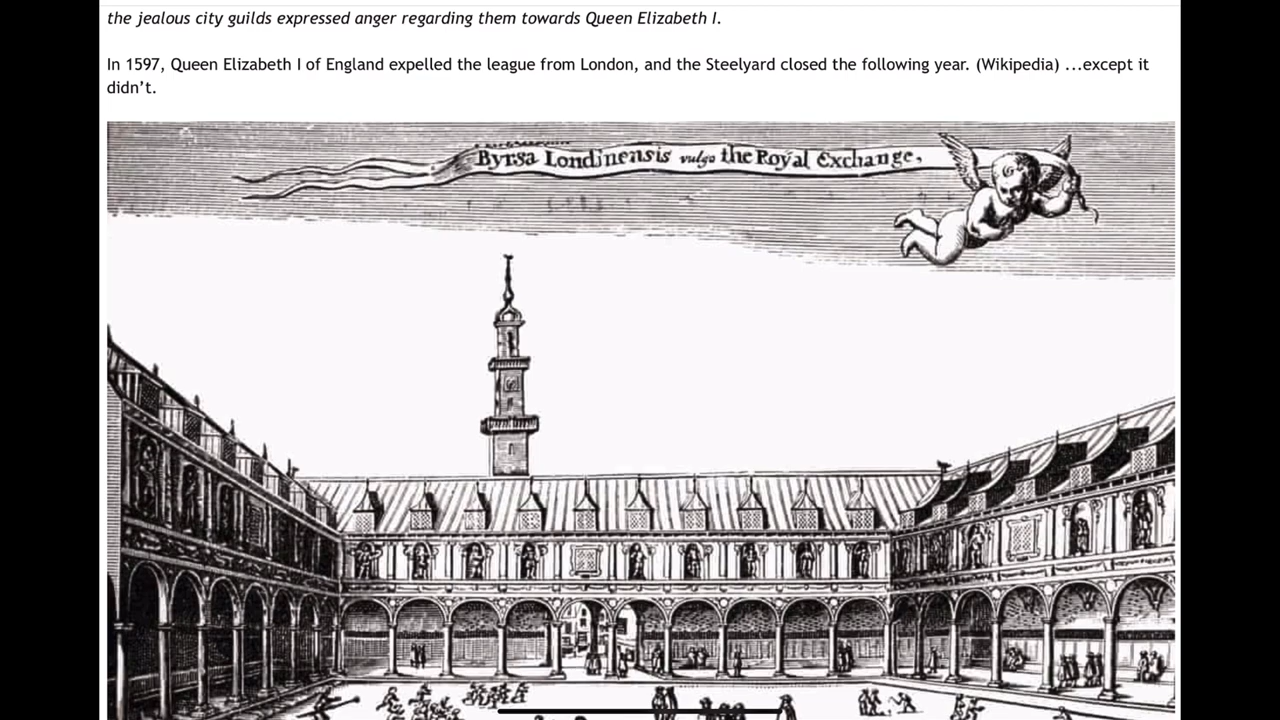 the jealous city guilds expressed anger regarding them towards Queen Elizabeth I.
In 1597, Queen Elizabeth I of England expelled the league from London, and the Steelyard closed the following year. (Wikipedia) ...except it
didn't.
Byrsa Londinensis vulgo the Royal Exchange,